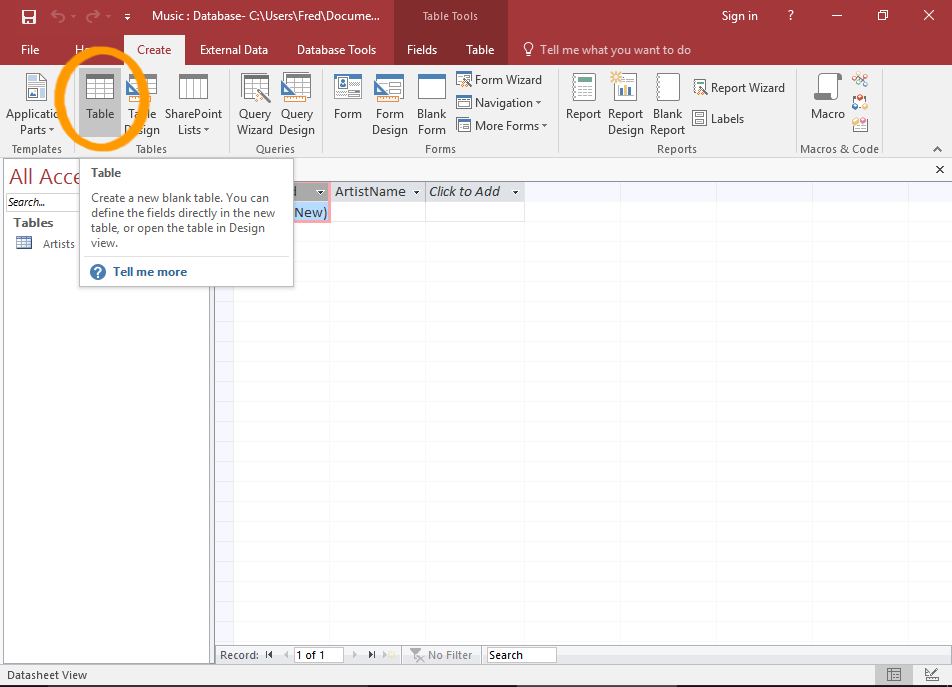 Music : Database- C:\Users\Fred\Docume...
Table Tools
Sign in
?
File
Create
External Data
Database Tools
Fields
Table
Tell me what you want to do
Table
Table
Design
SharePoint
Lists
Query
Wizard
Query
Design
Form
Form
Design
Blank
Form
Form Wizard
Navigation
More Forms
Report
Report
Design
Blank
Report
Report Wizard
Labels
Macro
Parts
Templates
Tables
Queries
Forms
Reports
Macros & Code
All
Search...
Tables
Artists
Table
Create a new blank table. You can
define the fields directly in the new
table, or open the table in Design
view.
? Tell me more
ArtistName
Click to Add
New)
Record:
1 of 1
No Filter
Search
Datasheet View